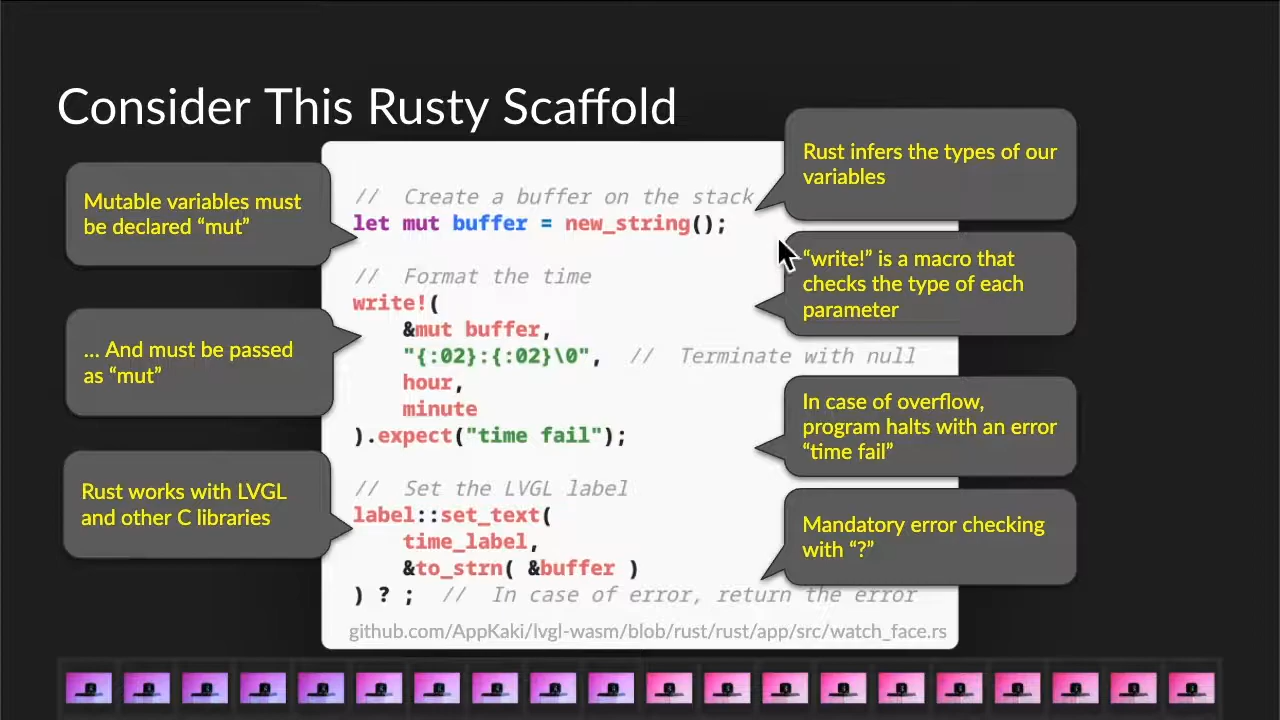 Consider This Rusty Scaffold
Mutable variables must
be declared “mut”
… And must be passed
as “mut”
Rust works with LVGL
and other C libraries
// Create a buffer on the stack
let mut buffer = new_string();
// Format the time
write!(
&mut buffer,
"{:02}:{:02}\0", // Terminate with null
hour,
minute
).expect("time fail");
// Set the LVGL label
label::set_text(
time_label,
&to_strn( &buffer )
) ? ; // In case of error, return the error
github.com/AppKaki/lvgl-wasm/blob/rust/rust/app/src/watch_face.rs
Rust infers the types of our
variables
“write!” is a macro that
checks the type of each
parameter
In case of overflow,
program halts with an error
“time fail”
Mandatory error checking
with “?”